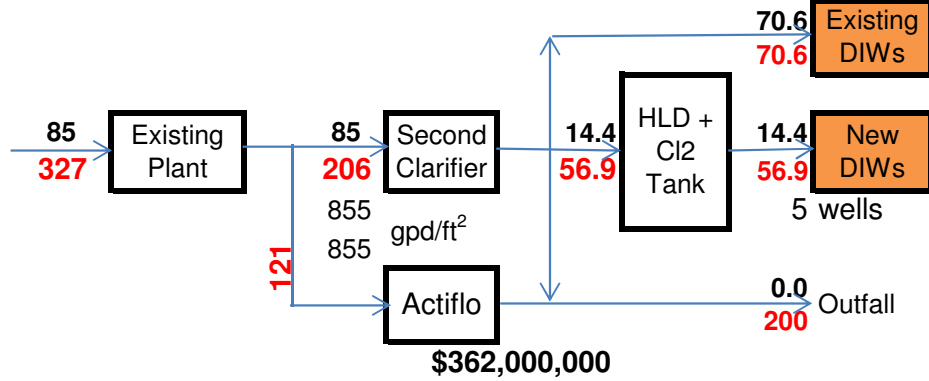 70.6
70.6
Existing
DIWs
85
327
Existing
Plant
85
206
Second
Clarifier
14.4
56.9
HLD +
Cl2
Tank
14.4
56.9
New
DIWs
5 wells
855
855
gpd/ft²
121
Actiflo
0.0
200
Outfall
$362,000,000